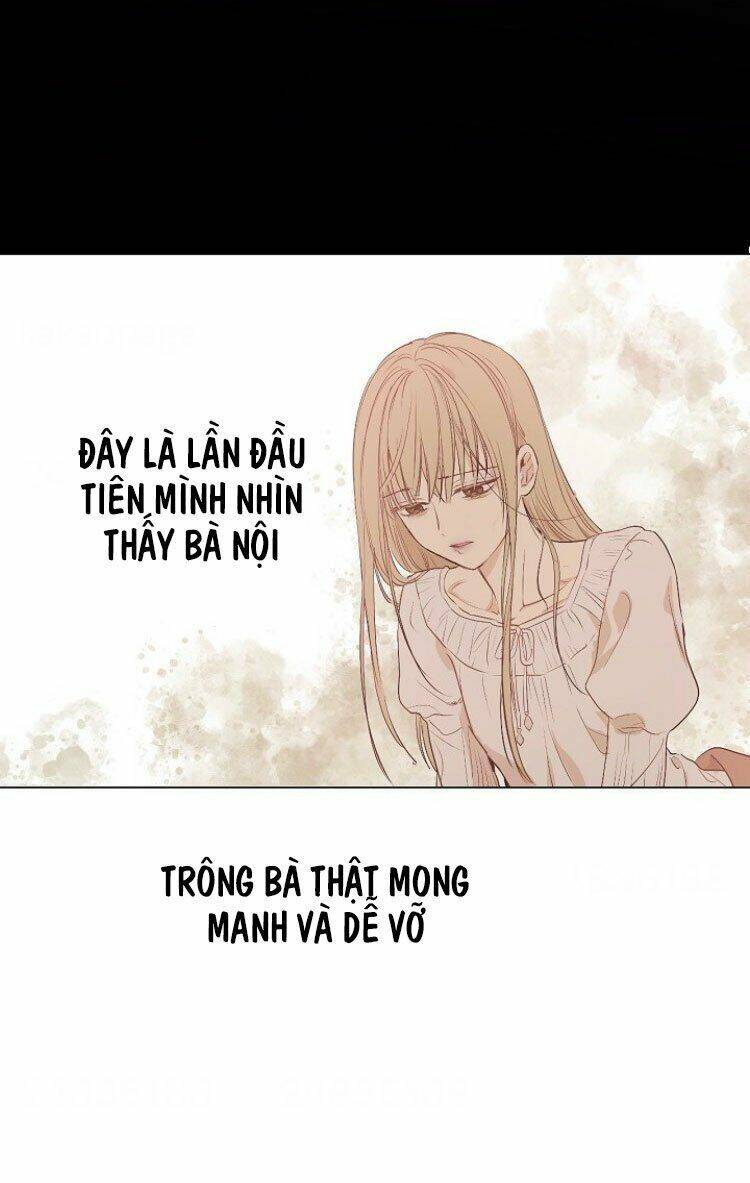 ĐÂY LÀ LẦN ĐẦU
TIÊN MÌNH NHÌN
THẤY BÀ NỘI
TRÔNG BÀ THẬT MONG
MANH VÀ DỄ VỠ